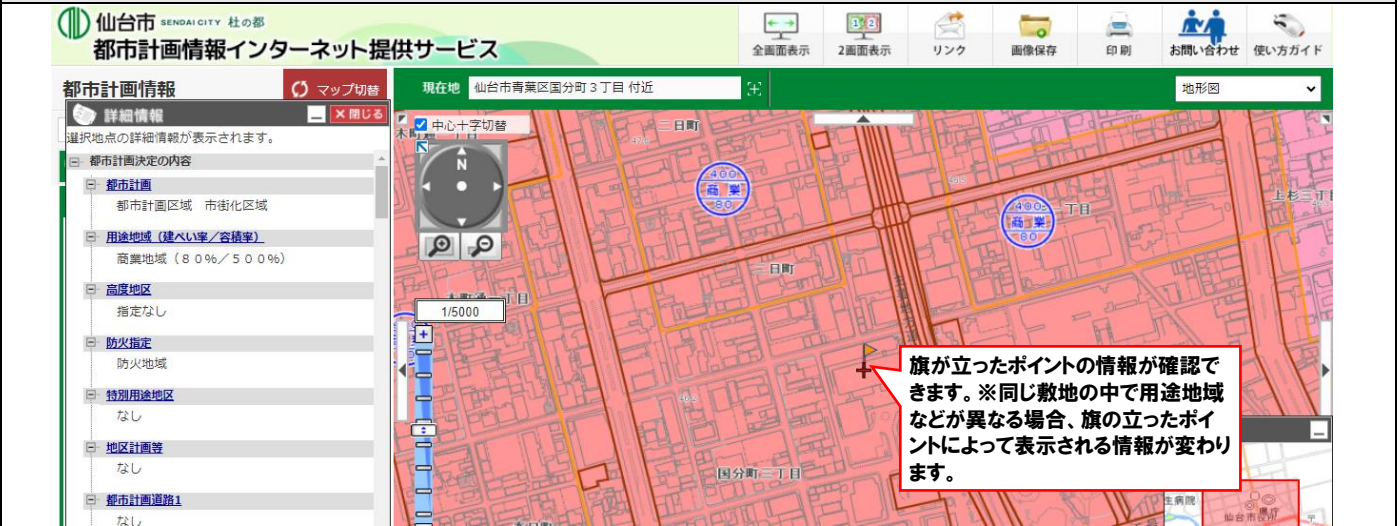 仙台市 SENDAI CITY 杜の都
都市計画情報インターネット提供サービス
全画面表示
2画面表示
リンク
画像保存
印刷
お問い合わせ
使い方ガイド
都市計画情報
マップ切替
現在地 仙台市青葉区国分町3丁目 付近
地形図
詳細情報
×閉じる
選択地点の詳細情報が表示されます。
都市計画決定の内容
都市計画
都市計画区域 市街化区域
用途地域(建ぺい率/容積率)
商業地域(80%/500%)
高度地区
指定なし
防火指定
防火地域
特別用途地区
なし
地区計画等
なし
都市計画道路1
なし
中心十字切替
N
1/5000
二日町
400
商業
80
400
商業
80
丁目
上杉三丁目
二日町
木町通一丁目
国分町三丁目
旗が立ったポイントの情報が確認で
きます。※同じ敷地の中で用途地域
などが異なる場合、旗の立ったポイ
ントによって表示される情報が変わり
ます。
仙台市役所